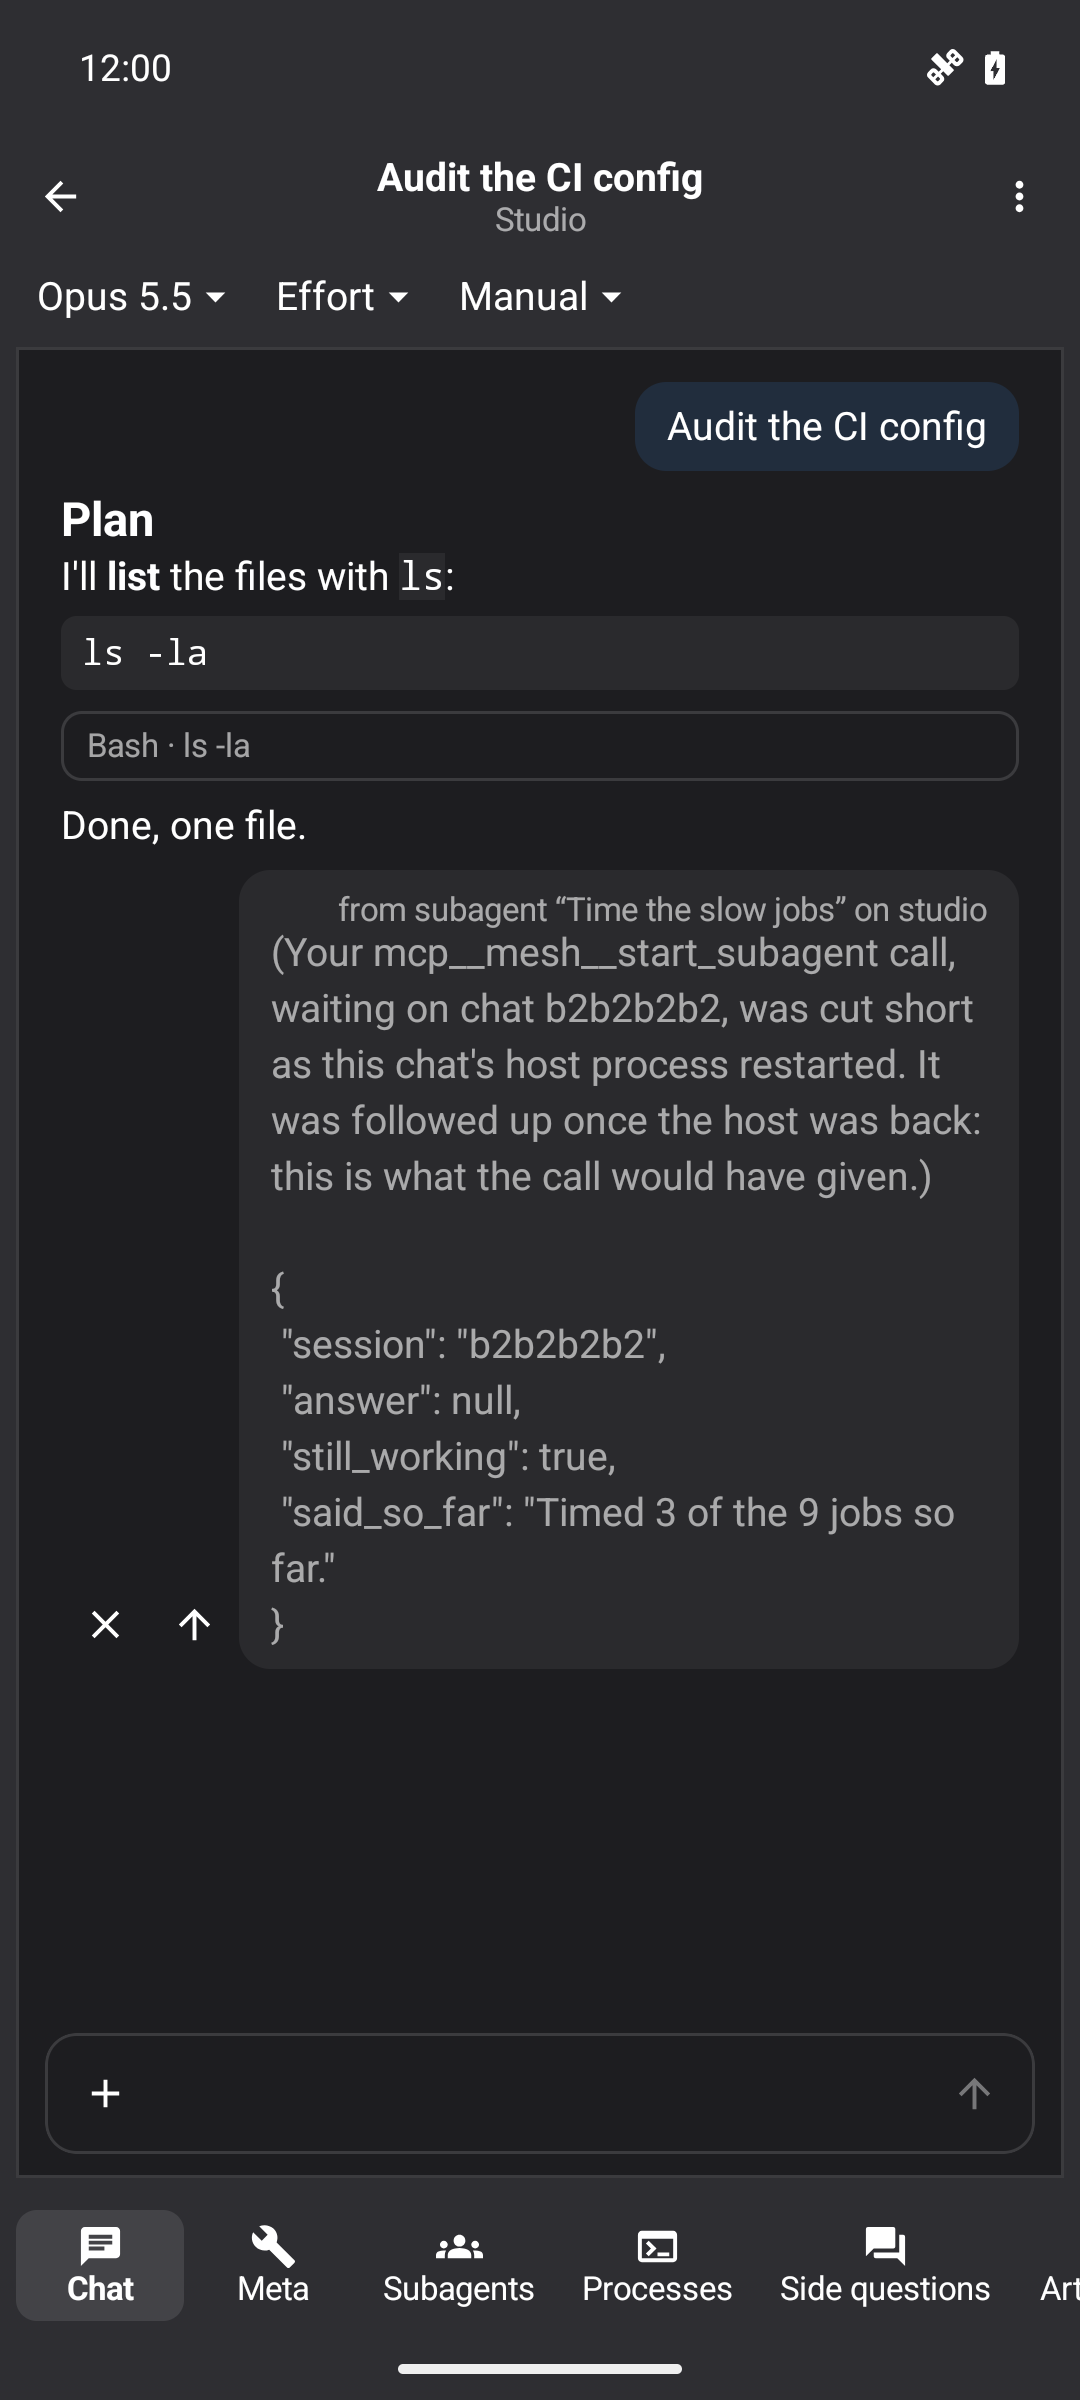 12:00
Audit the CI config
Studio
Opus 5.5
Effort
Manual
Audit the CI config
Plan
I'll list the files with ls:
ls -la
Bash · ls -la
Done, one file.
from subagent “Time the slow jobs” on studio
(Your mcp__mesh__start_subagent call,
waiting on chat b2b2b2b2, was cut short
as this chat's host process restarted. It
was followed up once the host was back:
this is what the call would have given.)
{
"session": "b2b2b2b2",
"answer": null,
"still_working": true,
"said_so_far": "Timed 3 of the 9 jobs so
far."
}
Chat
Meta
Subagents
Processes
Side questions
Art